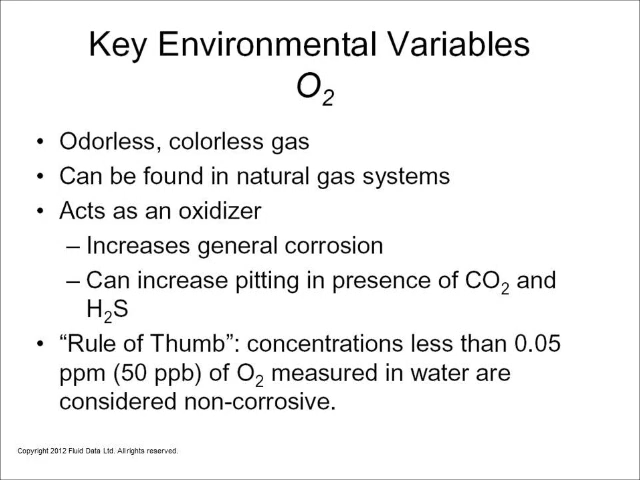 Key Environmental Variables
O₂
• Odorless, colorless gas
• Can be found in natural gas systems
• Acts as an oxidizer
– Increases general corrosion
– Can increase pitting in presence of CO₂ and
H₂S
• “Rule of Thumb”: concentrations less than 0.05
ppm (50 ppb) of O₂ measured in water are
considered non-corrosive.
Copyright 2012 Fluid Data Ltd. All rights reserved.